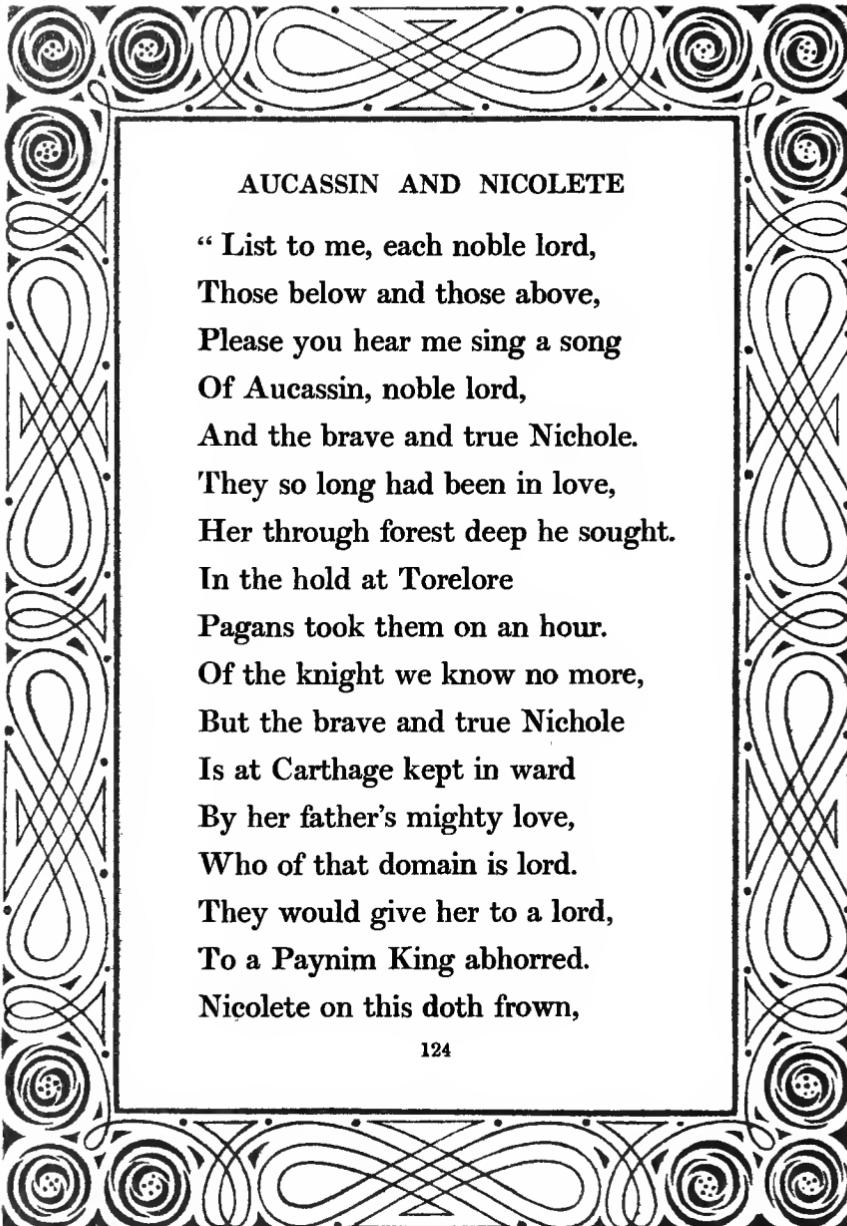 AUCASSIN AND NICOLETE
“ List to me, each noble lord,
Those below and those above,
Please you hear me sing a song
Of Aucassin, noble lord,
And the brave and true Nichole.
They so long had been in love,
Her through forest deep he sought.
In the hold at Torelore
Pagans took them on an hour.
Of the knight we know no more,
But the brave and true Nichole
Is at Carthage kept in ward
By her father’s mighty love,
Who of that domain is lord.
They would give her to a lord,
To a Paynim King abhorred.
Nicolete on this doth frown,
124